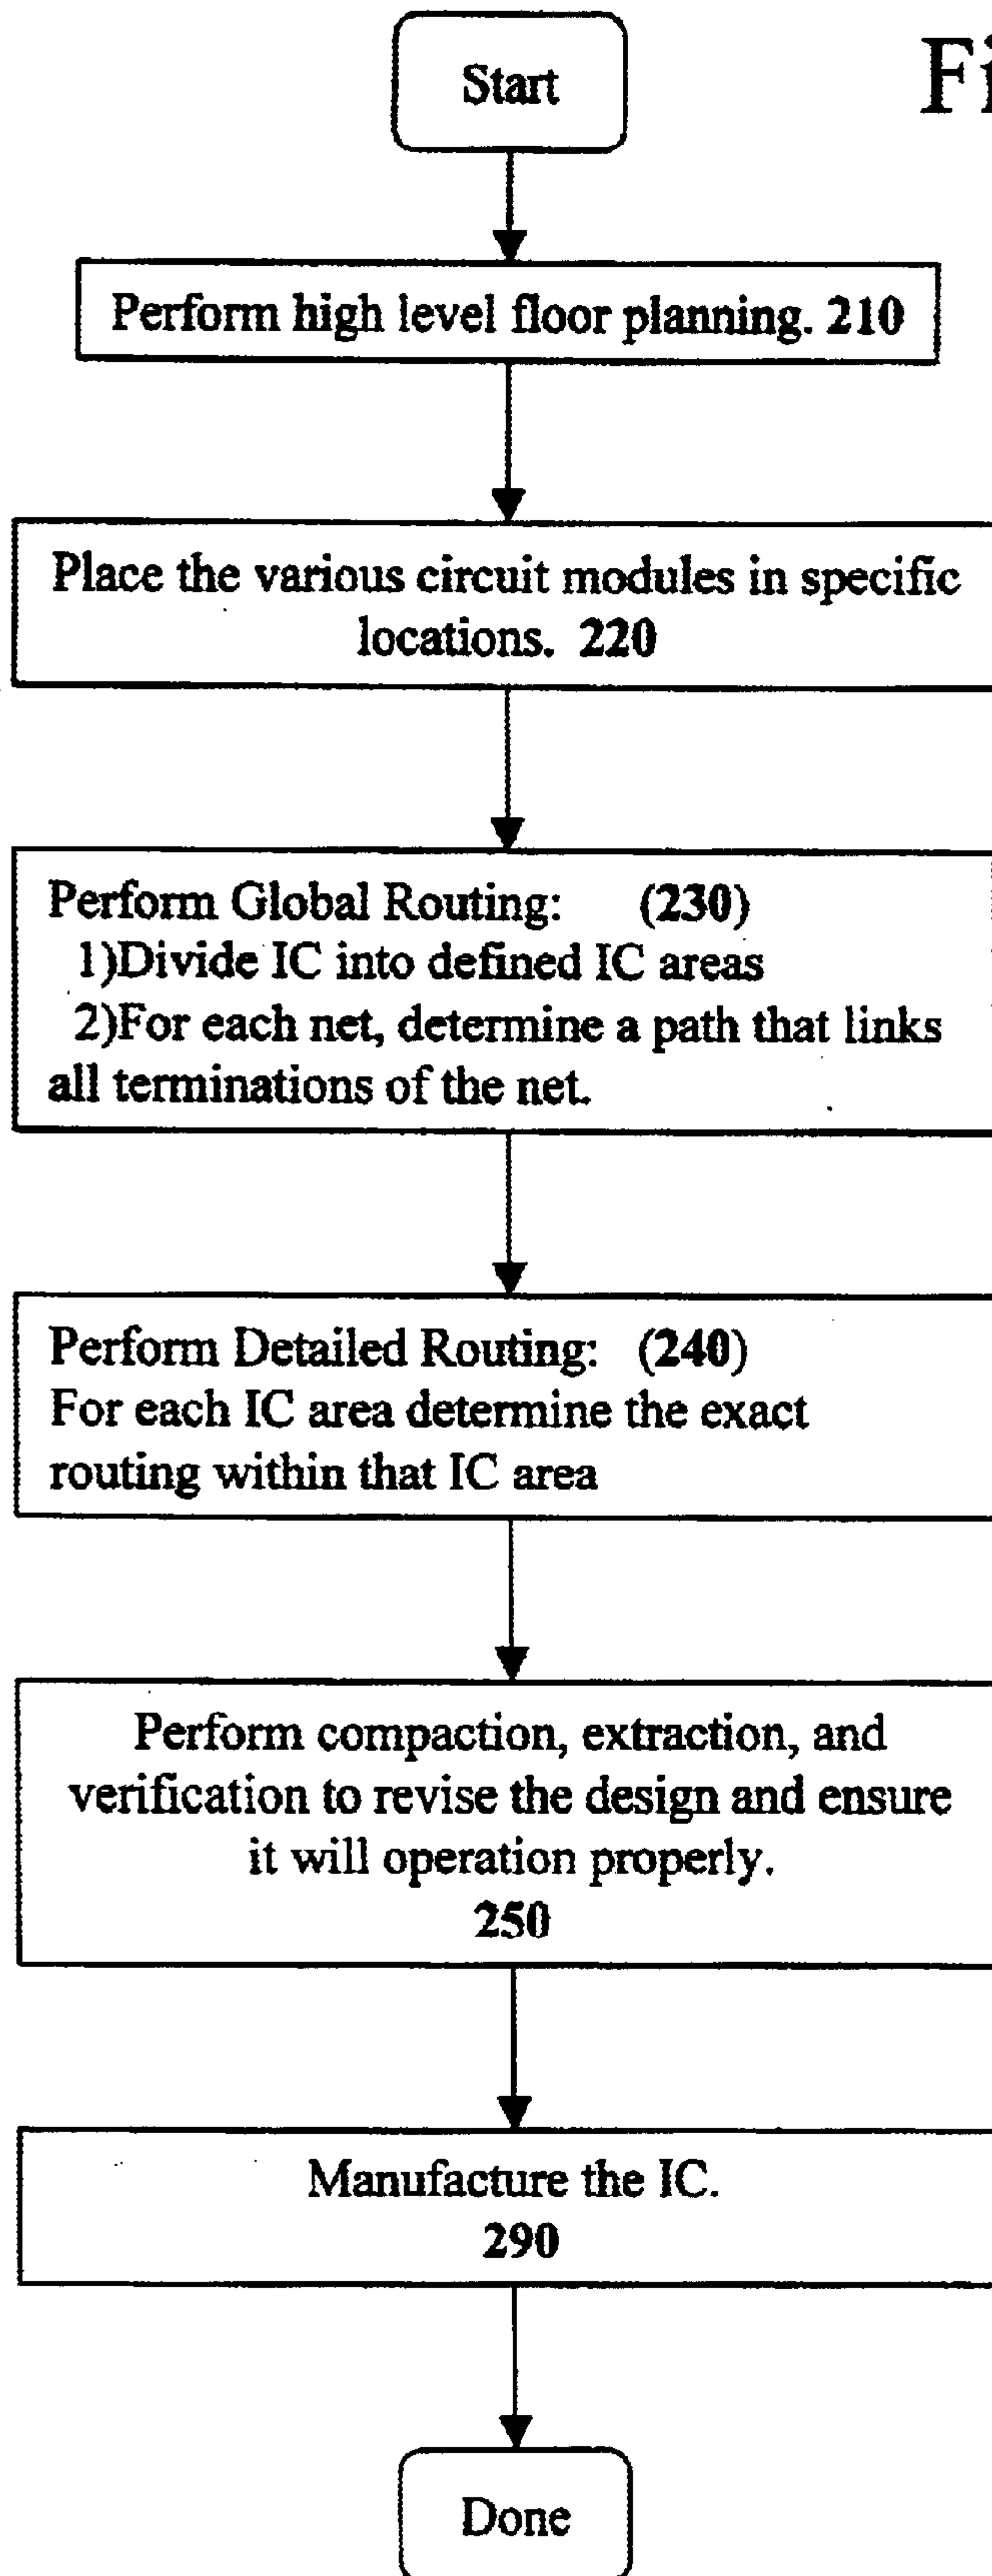 Start
Fi
Perform high level floor planning. 210
Place the various circuit modules in specific
locations. 220
Perform Global Routing: (230)
1)Divide IC into defined IC areas
2)For each net, determine a path that links
all terminations of the net.
Perform Detailed Routing: (240)
For each IC area determine the exact
routing within that IC area
Perform compaction, extraction, and
verification to revise the design and ensure
it will operation properly.
250
Manufacture the IC.
290
Done